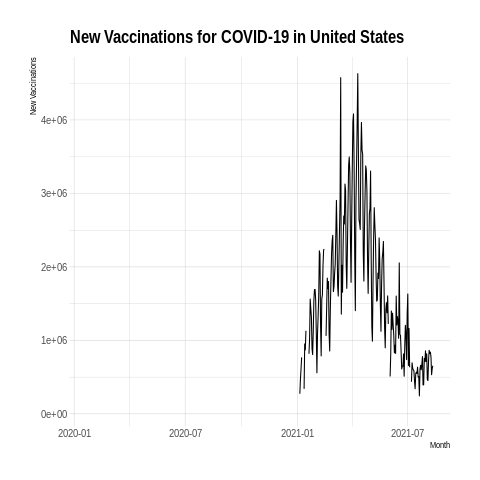 New Vaccinations for COVID-19 in United States
New Vaccinations
4e+06
3e+06
2e+06
1e+06
0e+00
2020-01
2020-07
2021-01
2021-07
Month